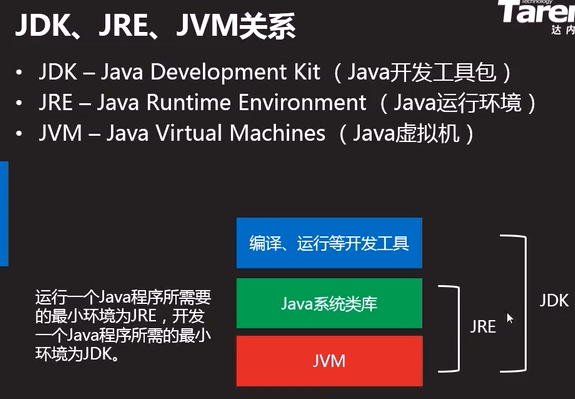 Technology
Taren
达内
JDK、JRE、JVM关系
• JDK – Java Development Kit （Java开发工具包）
• JRE – Java Runtime Environment （Java运行环境）
• JVM – Java Virtual Machines （Java虚拟机）
编译、运行等开发工具
Java系统类库
JVM
JRE
JDK
运行一个Java程序所需要
的最小环境为JRE，开发
一个Java程序所需的最小
环境为JDK。